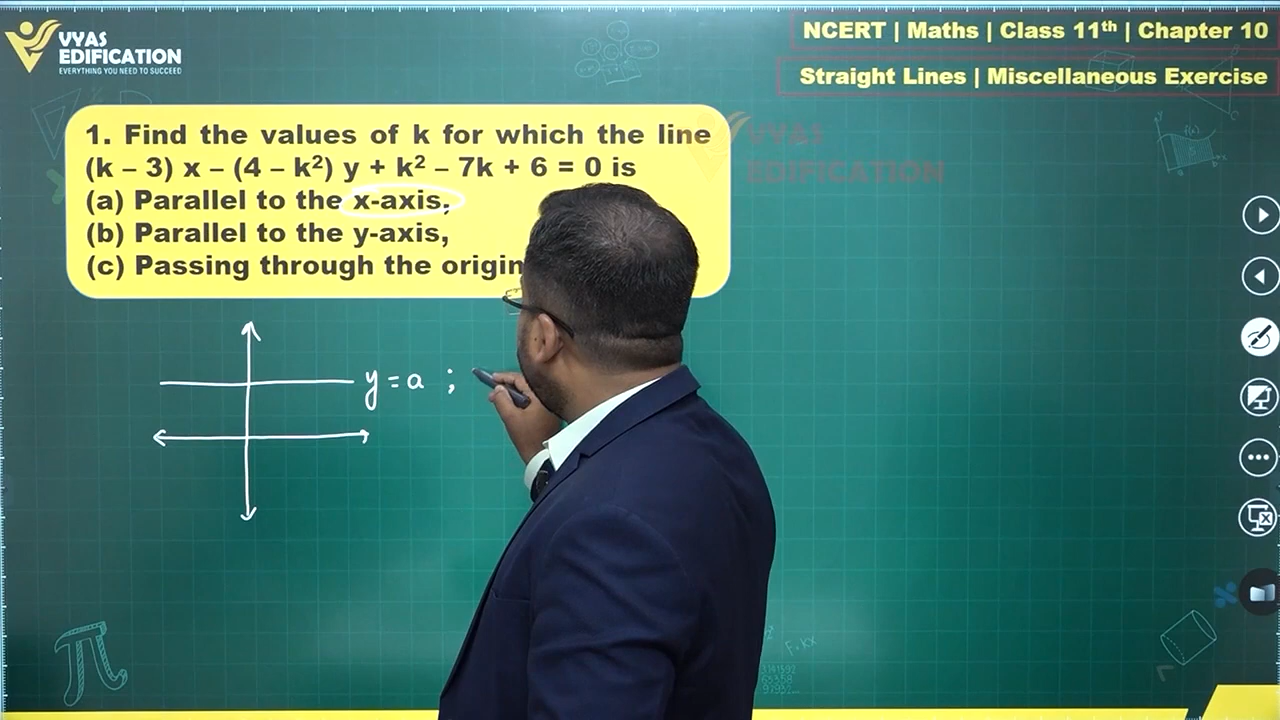 VYAS
EDIFICATION
EVERYTHING YOU NEED TO SUCCEED
NCERT | Maths | Class 11th | Chapter 10
Straight Lines | Miscellaneous Exercise
1. Find the values of k for which the line
(k – 3) x – (4 – k²) y + k² – 7k + 6 = 0 is
(a) Parallel to the x-axis,
(b) Parallel to the y-axis,
(c) Passing through the origin
VYAS
EDIFICATION
y = a ;
π